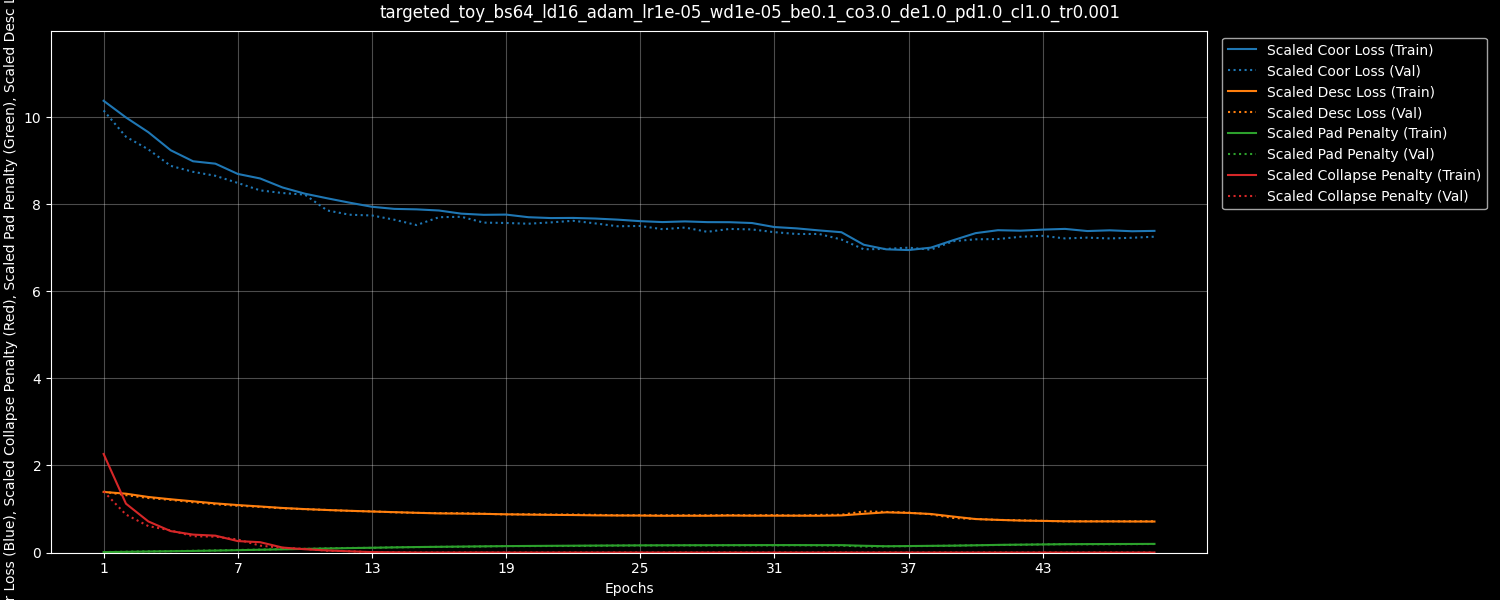 targeted_toy_bs64_ld16_adam_lr1e-05_wd1e-05_be0.1_co3.0_de1.0_pd1.0_cl1.0_tr0.001
r Loss (Blue), Scaled Collapse Penalty (Red), Scaled Pad Penalty (Green), Scaled Desc L
10
8
6
4
2
0
1 7 13 19 25 31 37 43
Epochs
Scaled Coor Loss (Train)
Scaled Coor Loss (Val)
Scaled Desc Loss (Train)
Scaled Desc Loss (Val)
Scaled Pad Penalty (Train)
Scaled Pad Penalty (Val)
Scaled Collapse Penalty (Train)
Scaled Collapse Penalty (Val)